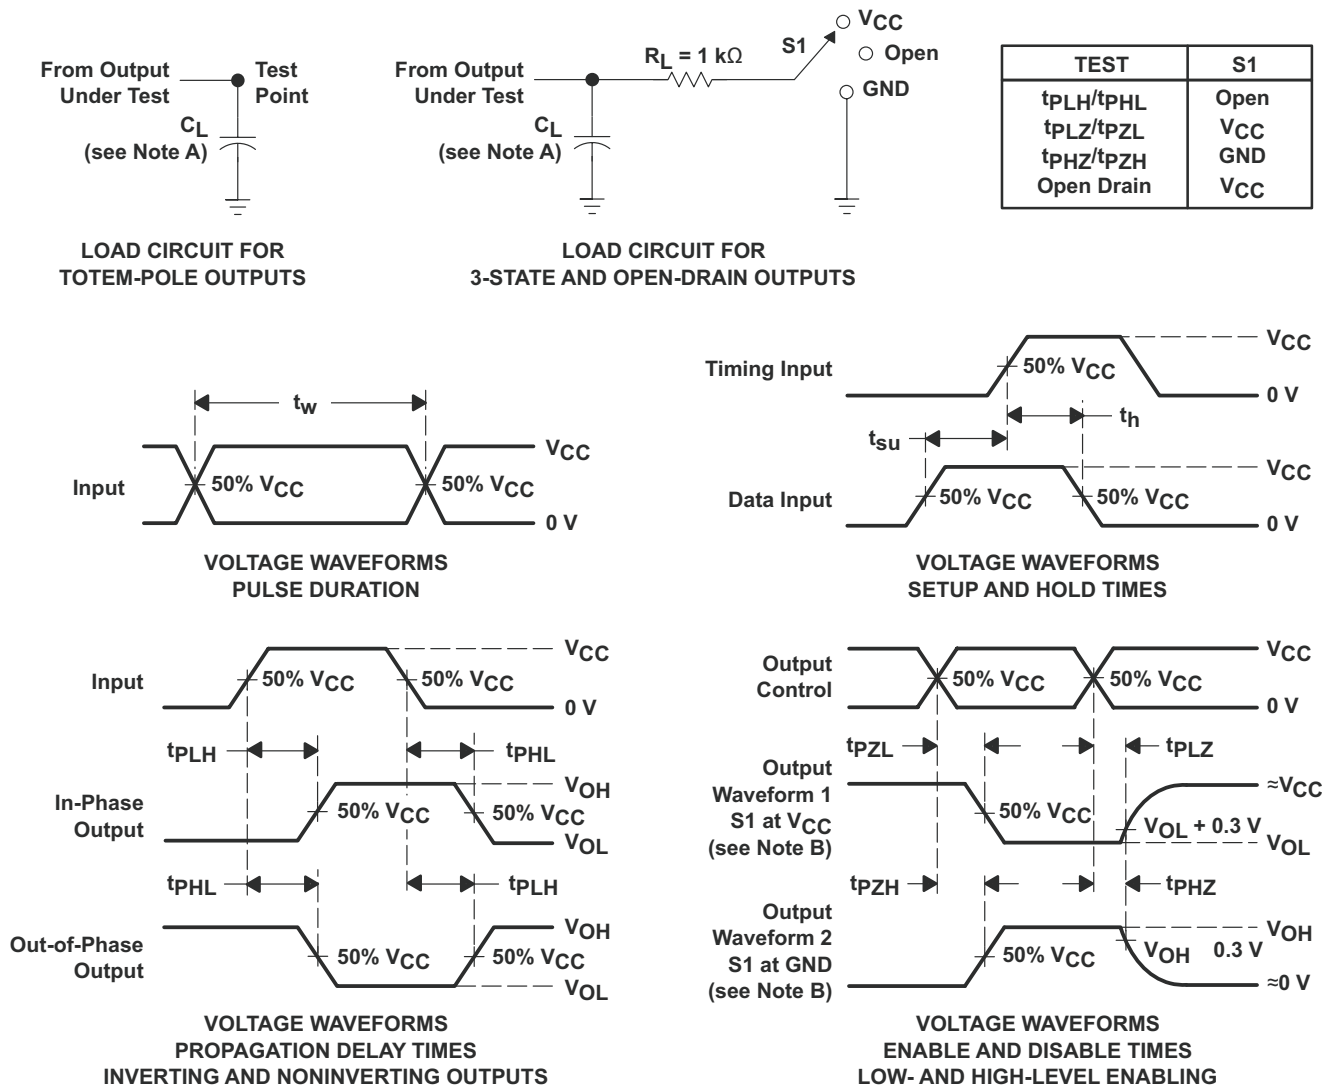 From Output
Under Test
Test
Point
CL
(see Note A)
LOAD CIRCUIT FOR
TOTEM-POLE OUTPUTS
From Output
Under Test
RL = 1 kΩ
S1
VCC
Open
GND
CL
(see Note A)
LOAD CIRCUIT FOR
3-STATE AND OPEN-DRAIN OUTPUTS
TEST S1
tPLH/tPHL Open
tPLZ/tPZL VCC
tPHZ/tPZH GND
Open Drain VCC
tw
Input
50% VCC
50% VCC
VCC
0 V
VOLTAGE WAVEFORMS
PULSE DURATION
Timing Input
50% VCC
VCC
0 V
tsu
th
Data Input
50% VCC
50% VCC
VCC
0 V
VOLTAGE WAVEFORMS
SETUP AND HOLD TIMES
Input
50% VCC
50% VCC
VCC
0 V
tPLH
tPHL
In-Phase
Output
50% VCC
50% VCC
VOH
VOL
tPHL
tPLH
Out-of-Phase
Output
50% VCC
50% VCC
VOH
VOL
VOLTAGE WAVEFORMS
PROPAGATION DELAY TIMES
INVERTING AND NONINVERTING OUTPUTS
Output
Control
50% VCC
50% VCC
VCC
0 V
tPZL
tPLZ
Output
Waveform 1
S1 at VCC
(see Note B)
50% VCC
VOL + 0.3 V
≈VCC
VOL
tPZH
tPHZ
Output
Waveform 2
S1 at GND
(see Note B)
50% VCC
VOH 0.3 V
VOH
≈0 V
VOLTAGE WAVEFORMS
ENABLE AND DISABLE TIMES
LOW- AND HIGH-LEVEL ENABLING